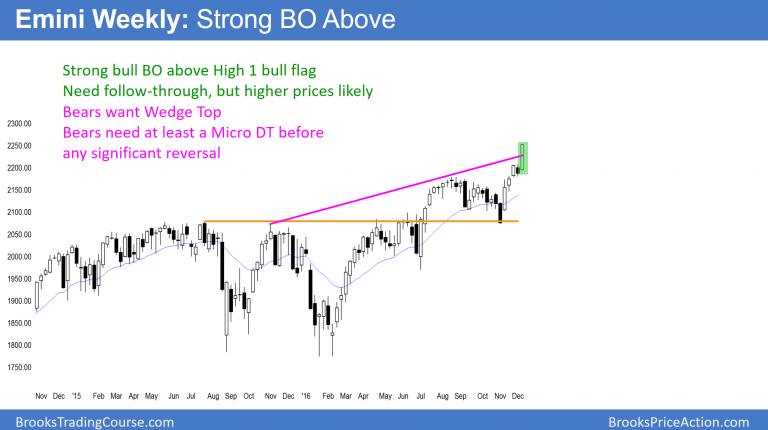 Emini Weekly: Strong BO Above
Strong bull BO above High 1 bull flag
Need follow-through, but higher prices likely
Bears want Wedge Top
Bears need at least a Micro DT before
any significant reversal
2300.00
2250.00
2200.00
2150.00
2100.00
2050.00
2000.00
1950.00
1900.00
1850.00
1800.00
1750.00
Nov Dec '15 Feb Mar Apr May Jun Jul Aug Sep Oct Nov Dec '16 Feb Mar Apr May Jun Jul Aug Sep Oct Nov Dec
BrooksTradingCourse.com BrooksPriceAction.com